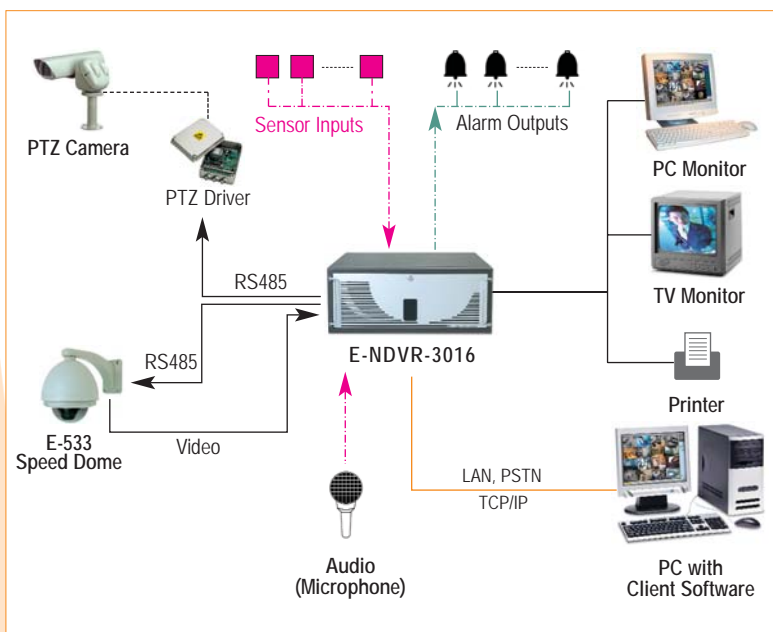 PTZ Camera
PTZ Driver
Sensor Inputs
Alarm Outputs
PC Monitor
TV Monitor
Printer
RS485
RS485
E-NDVR-3016
E-533
Speed Dome
Video
Audio
(Microphone)
LAN, PSTN
TCP/IP
PC with
Client Software